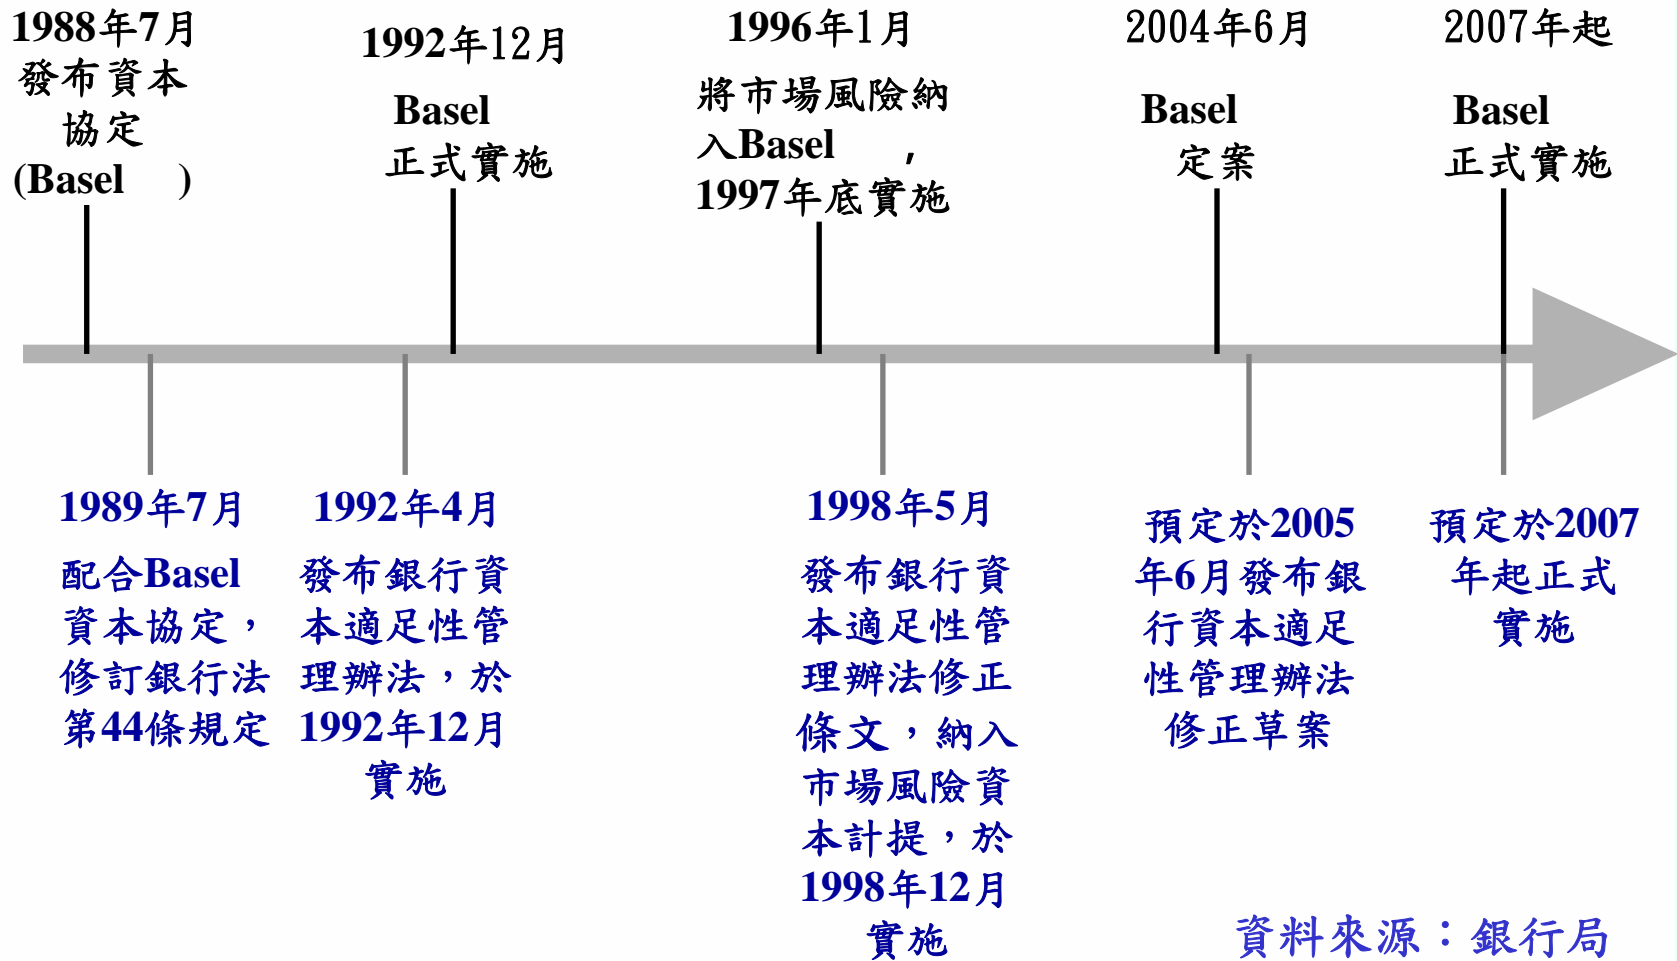 1988年7月
發布資本
協定
(Basel )
1992年12月
Basel
正式實施
1996年1月
將市場風險納
入Basel ,
1997年底實施
2004年6月
Basel
定案
2007年起
Basel
正式實施
1989年7月
配合Basel
資本協定，
修訂銀行法
第44條規定
1992年4月
發布銀行資
本適足性管
理辦法，於
1992年12月
實施
1998年5月
發布銀行資
本適足性管
理辦法修正
條文，納入
市場風險資
本計提，於
1998年12月
實施
預定於2005
年6月發布銀
行資本適足
性管理辦法
修正草案
預定於2007
年起正式
實施
資料來源：銀行局